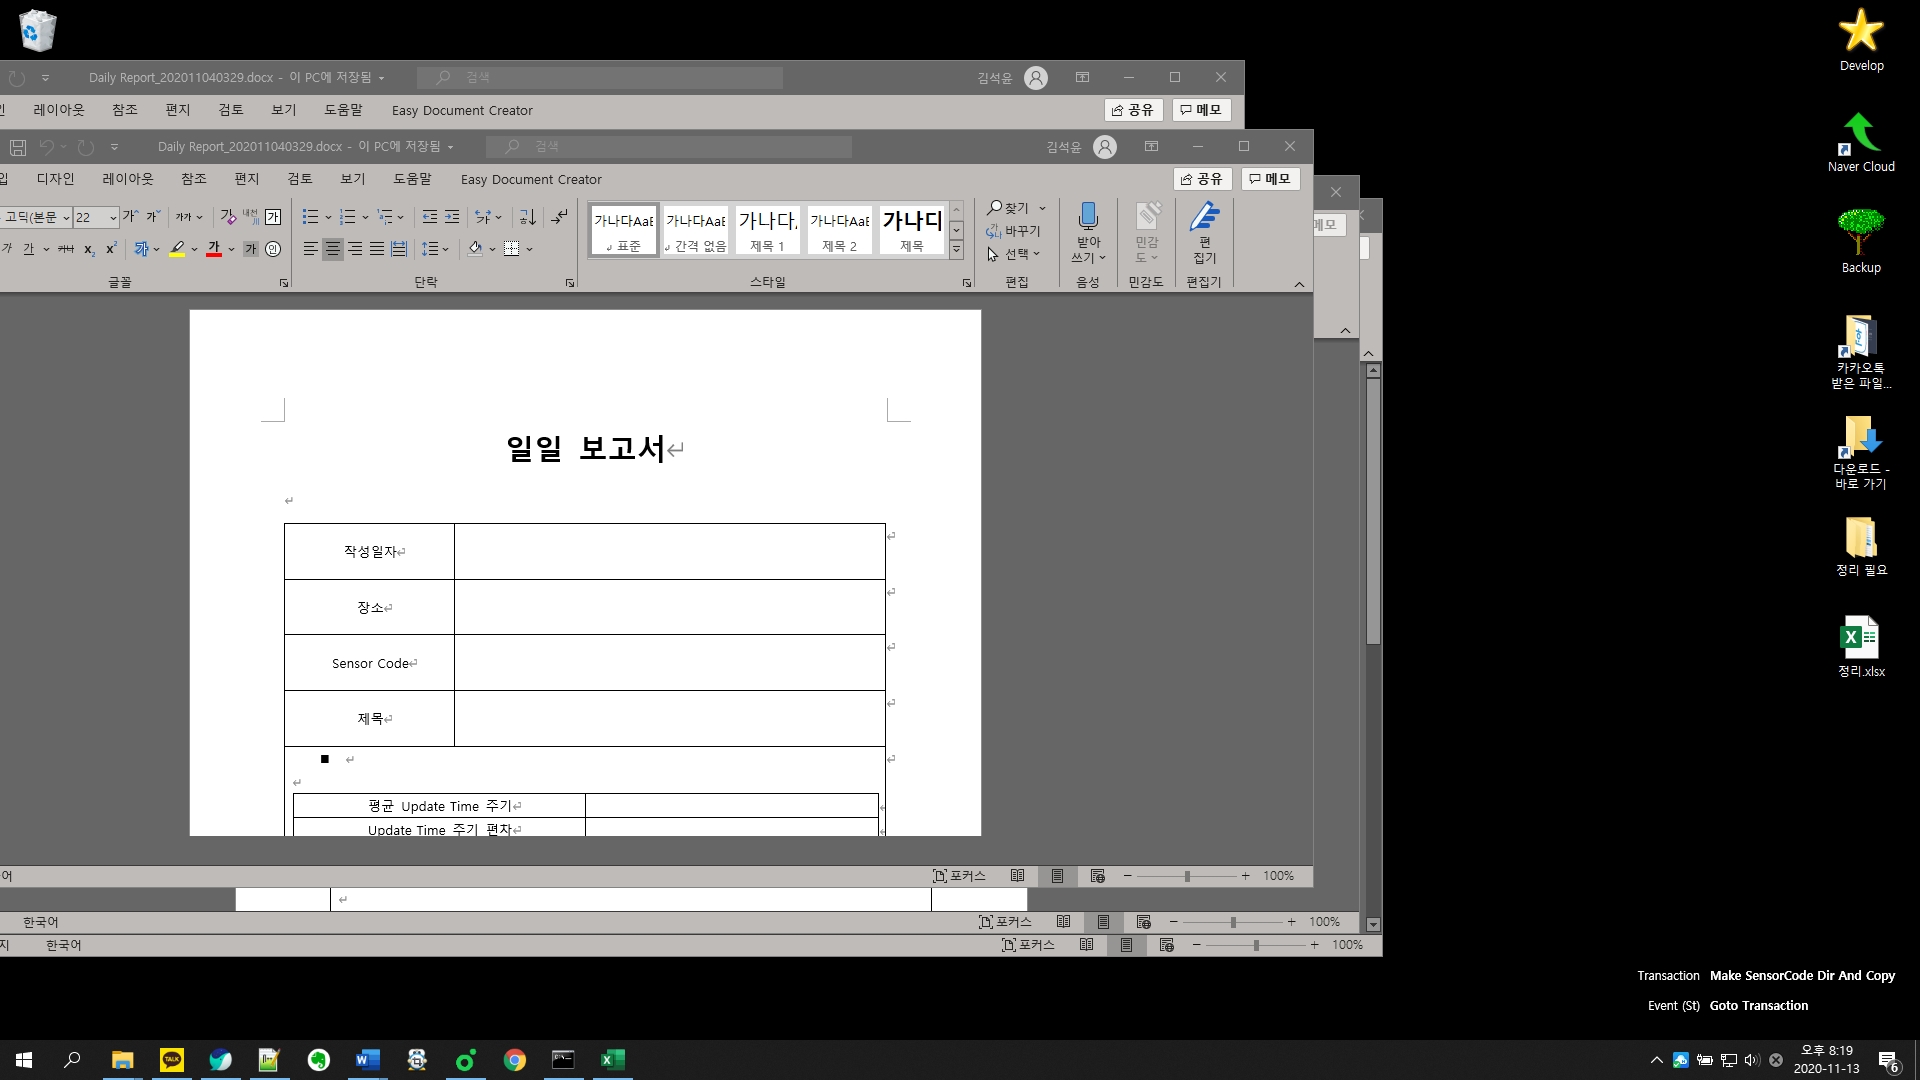 Daily Report_202011040329.docx - 이 PC에 저장됨
검색
김석윤
레이아웃 참조 편지 검토 보기 도움말 Easy Document Creator
공유 메모
Daily Report_202011040329.docx - 이 PC에 저장됨
검색
김석윤
디자인 레이아웃 참조 편지 검토 보기 도움말 Easy Document Creator
공유 메모
고딕(본문 22
가나다AaB 가나다AaB 가나다 가나다AaB 가나다
표준 간격 없음 제목 1 제목 2 제목
찾기
바꾸기
선택
받아
쓰기
민감
도
편
집기
글꼴 단락 스타일 편집 음성 민감도 편집기
메모
일일 보고서
작성일자
장소
Sensor Code
제목
평균 Update Time 주기
Update Time 주기 편차
어 포커스 100%
한국어 포커스 100%
지 한국어 포커스 100%
Develop
Naver Cloud
Backup
카카오톡
받은 파일...
다운로드 -
바로 가기
정리 필요
정리.xlsx
Transaction Make SensorCode Dir And Copy
Event (St) Goto Transaction
TALK
오후 8:19
2020-11-13
6